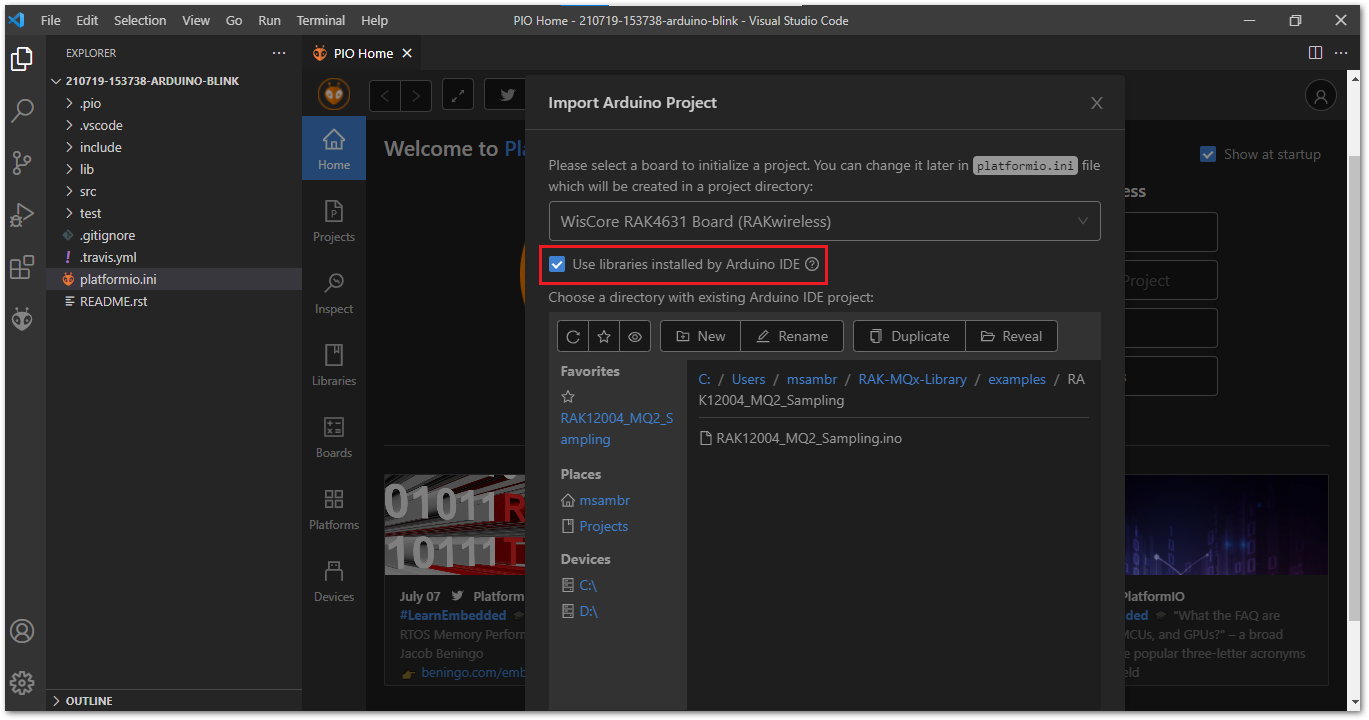 File Edit Selection View Go Run Terminal Help
PIO Home - 210719-153738-arduino-blink - Visual Studio Code
EXPLORER
210719-153738-ARDUINO-BLINK
.pio
.vscode
include
lib
src
test
.gitignore
.travis.yml
platformio.ini
README.rst
OUTLINE
PIO Home
Home
Projects
Inspect
Libraries
Boards
Platforms
Devices
Welcome to
Show at startup
Project
Import Arduino Project
Please select a board to initialize a project. You can change it later in platformio.ini file
which will be created in a project directory:
WisCore RAK4631 Board (RAKwireless)
Use libraries installed by Arduino IDE
Choose a directory with existing Arduino IDE project:
New Rename Duplicate Reveal
Favorites
RAK12004_MQ2_S
ampling
Places
msambr
Projects
Devices
C:\
D:\
C: / Users / msambr / RAK-MQx-Library / examples / RA
K12004_MQ2_Sampling
RAK12004_MQ2_Sampling.ino
01011R
10111T
July 07 Platform
#LearnEmbedded
RTOS Memory Perform
Jacob Beningo
beningo.com/emb
PlatformIO
ded "What the FAQ are
MCUs, and GPUs?" – a broad
e popular three-letter acronyms
eld